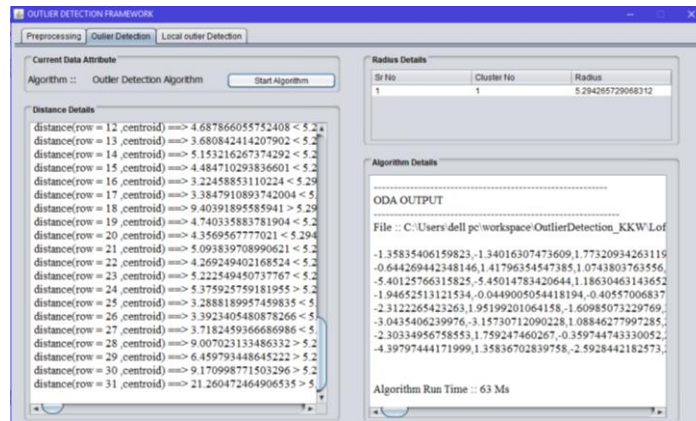 OUTLIER DETECTION FRAMEWORK
Preprocessing Oulier Detection Local outier Detection
Current Data Attribute
Algorithm :: Outlier Detection Algorithm Start Algorithm
Distance Details
distance(row = 12 ,centroid) ==> 4.687866055752408 < 5.2
distance(row = 13 ,centroid) ==> 3.680842414207902 < 5.2
distance(row = 14 ,centroid) ==> 5.153216267374292 < 5.2
distance(row = 15 ,centroid) ==> 4.484710293836601 < 5.2
distance(row = 16 ,centroid) ==> 3.22458853110224 < 5.29
distance(row = 17 ,centroid) ==> 3.3847910893742004 < 5.
distance(row = 18 ,centroid) ==> 9.40391895585941 > 5.29
distance(row = 19 ,centroid) ==> 4.740335883781904 < 5.2
distance(row = 20 ,centroid) ==> 4.3569567777021 < 5.294
distance(row = 21 ,centroid) ==> 5.093839708990621 < 5.2
distance(row = 22 ,centroid) ==> 4.269249402168524 < 5.2
distance(row = 23 ,centroid) ==> 5.222549450737767 < 5.2
distance(row = 24 ,centroid) ==> 5.375925759181955 > 5.2
distance(row = 25 ,centroid) ==> 3.2888189957459835 < 5.
distance(row = 26 ,centroid) ==> 3.3923405480878266 < 5.
distance(row = 27 ,centroid) ==> 3.7182459366686986 < 5.
distance(row = 28 ,centroid) ==> 9.007023133486332 > 5.2
distance(row = 29 ,centroid) ==> 6.459793448645222 > 5.2
distance(row = 30 ,centroid) ==> 9.170998771503296 > 5.2
distance(row = 31 ,centroid) ==> 21.260472464906535 > 5.
Radius Details
Sr No Cluster No Radius
1 1 5.294265729068312
Algorithm Details
ODA OUTPUT
File :: C:\Users\dell pc\workspace\OutlierDetection_KKW\Lof
-1.35835406159823,-1.34016307473609,1.77320934263119
-0.644269442348146,1.41796354547385,1.0743803763556,
-5.40125766315825,-5.45014783420644,1.18630463143652
-1.94652513121534,-0.0449005054418194,-0.40557006837
-2.3122265423263,1.95199201064158,-1.60985073229769,
-3.0435406239976,-3.15730712090228,1.08846277997285,
-2.30334956758553,1.759247460267,-0.359744743330052,
-4.39797444171999,1.35836702839758,-2.5928442182573,
Algorithm Run Time :: 63 Ms